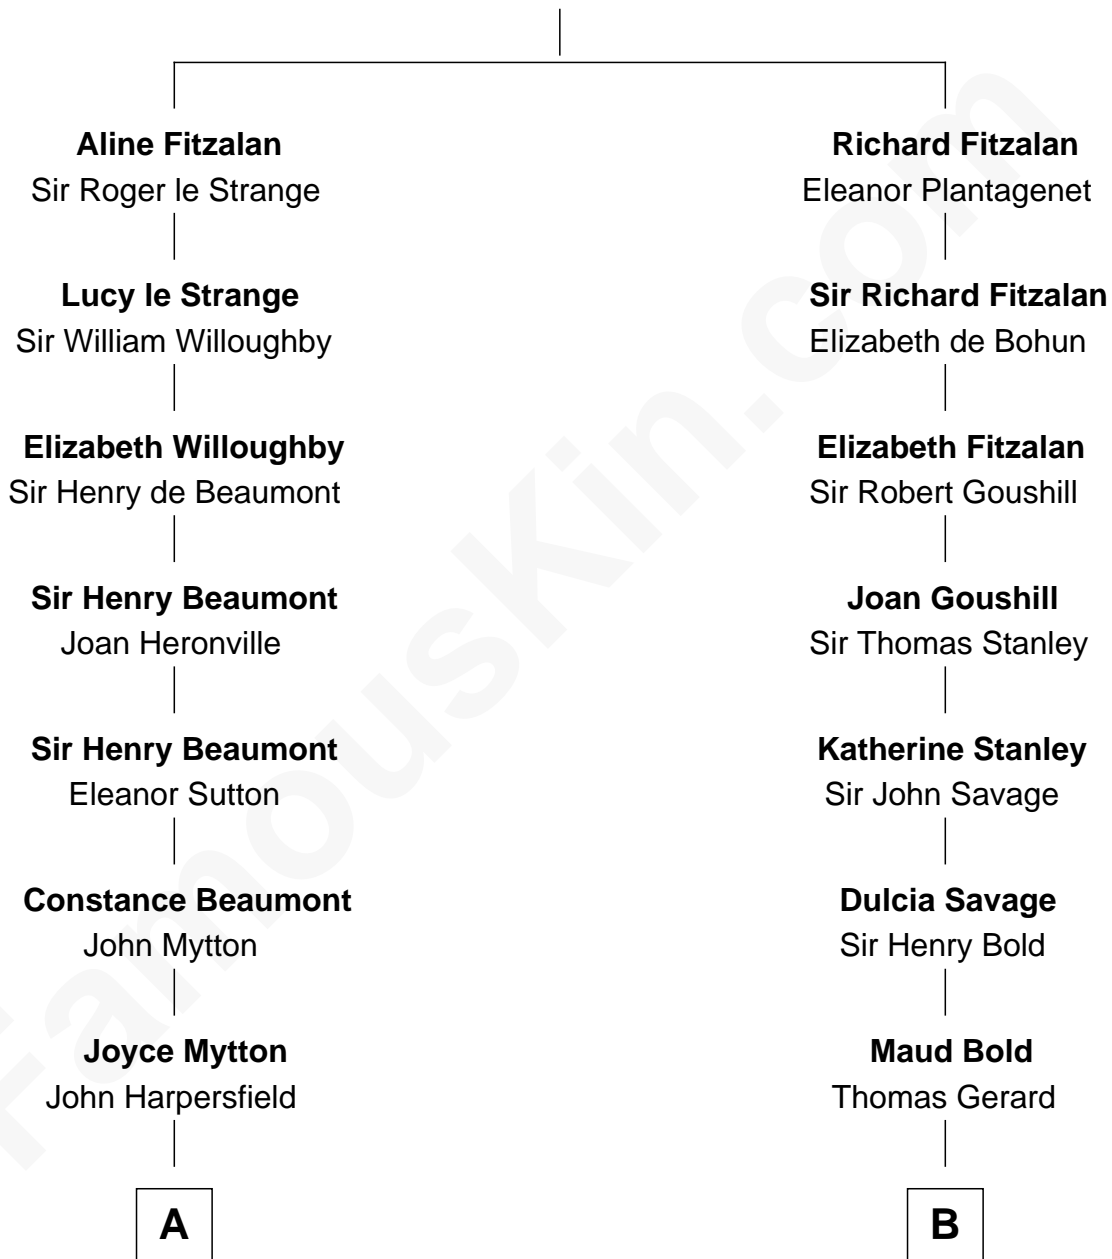 Aline Fitzalan
Sir Roger le Strange
Lucy le Strange
Sir William Willoughby
Elizabeth Willoughby
Sir Henry de Beaumont
Sir Henry Beaumont
Joan Heronville
Sir Henry Beaumont
Eleanor Sutton
Constance Beaumont
John Mytton
Joyce Mytton
John Harpersfield
A
Richard Fitzalan
Eleanor Plantagenet
Sir Richard Fitzalan
Elizabeth de Bohun
Elizabeth Fitzalan
Sir Robert Goushill
Joan Goushill
Sir Thomas Stanley
Katherine Stanley
Sir John Savage
Dulcia Savage
Sir Henry Bold
Maud Bold
Thomas Gerard
B
FamousKin.com